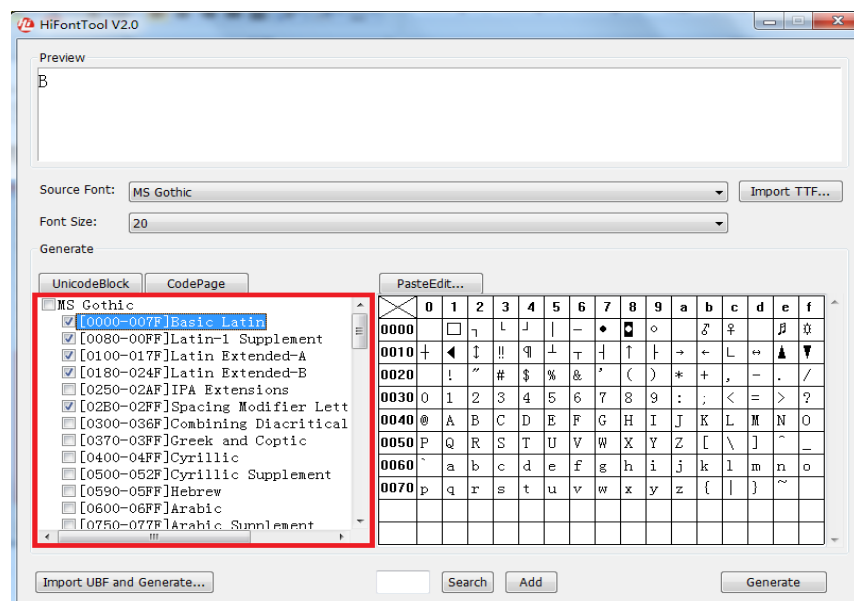 HiFontTool V2.0
Preview
B
Source Font: MS Gothic Import TTF...
Font Size: 20
Generate
UnicodeBlock CodePage PasteEdit...
MS Gothic
[0000-007F]Basic Latin
[0080-00FF]Latin-1 Supplement
[0100-017F]Latin Extended-A
[0180-024F]Latin Extended-B
[0250-02AF]IPA Extensions
[02B0-02FF]Spacing Modifier Lett
[0300-036F]Combining Diacritical
[0370-03FF]Greek and Coptic
[0400-04FF]Cyrillic
[0500-052F]Cyrillic Supplement
[0590-05FF]Hebrew
[0600-06FF]Arabic
[0750-077F]Arabic Supplement
0 1 2 3 4 5 6 7 8 9 a b c d e f
0000 □ ┐ └ ┘ │ ─ • ◘ ○ ♂ ♀ ♬ ☼
0010 ┼ ◄ ↕ ‼ ¶ ┴ ┬ ┤ ↑ ├ → ← ∟ ↔ ▲ ▼
0020 ! " # $ % & ' ( ) * + , - . /
0030 0 1 2 3 4 5 6 7 8 9 : ; < = > ?
0040 @ A B C D E F G H I J K L M N O
0050 P Q R S T U V W X Y Z [ \ ] ^ _
0060 ` a b c d e f g h i j k l m n o
0070 p q r s t u v w x y z { | } ~
Import UBF and Generate... Search Add Generate